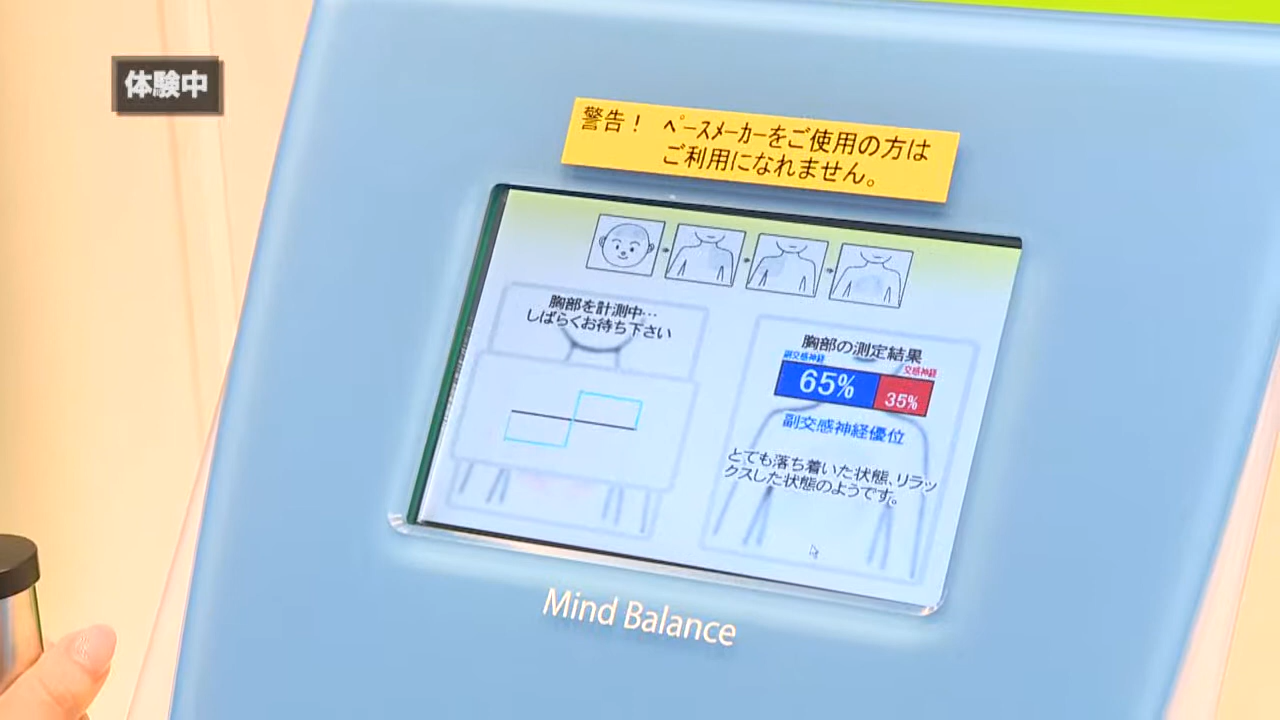 体験中
警告! ペースメーカーをご使用の方は
ご利用になれません。
胸部を計測中…
しばらくお待ち下さい
胸部の測定結果
副交感神経
交感神経
65%
35%
副交感神経優位
とても落ち着いた状態、リラッ
クスした状態のようです。
Mind Balance